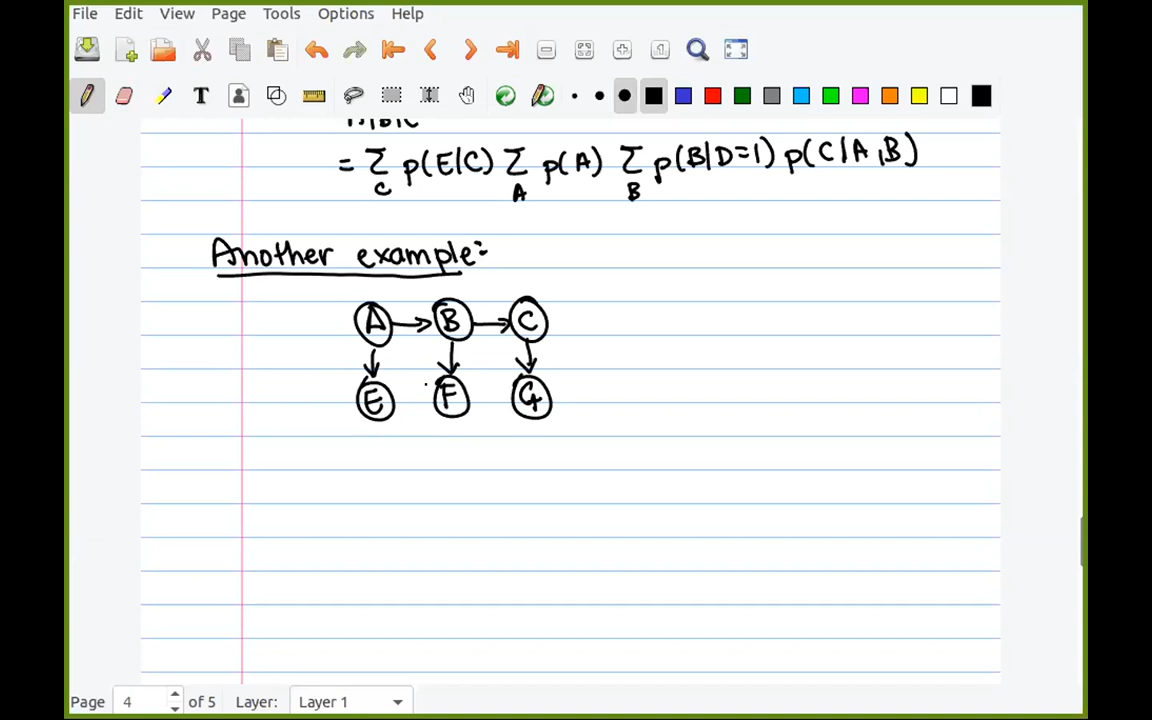 File Edit View Page Tools Options Help
= Σ p(E|C) Σ p(A) Σ p(B|D=1) p(C|A,B)
C A B
Another example:
A B C
E F G
Page 4 of 5 Layer: Layer 1